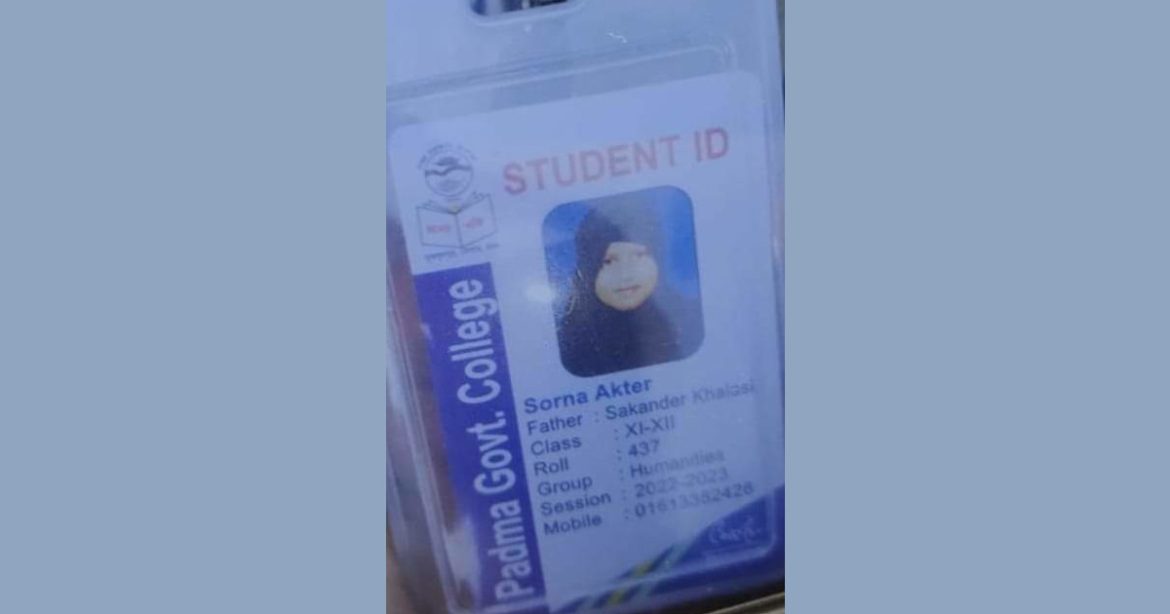 STUDENT ID
Padma Govt. College
Sorna Akter
Father : Sakander Khalasi
Class : XI-XII
Roll : 437
Group : Humanities
Session : 2022-2023
Mobile :